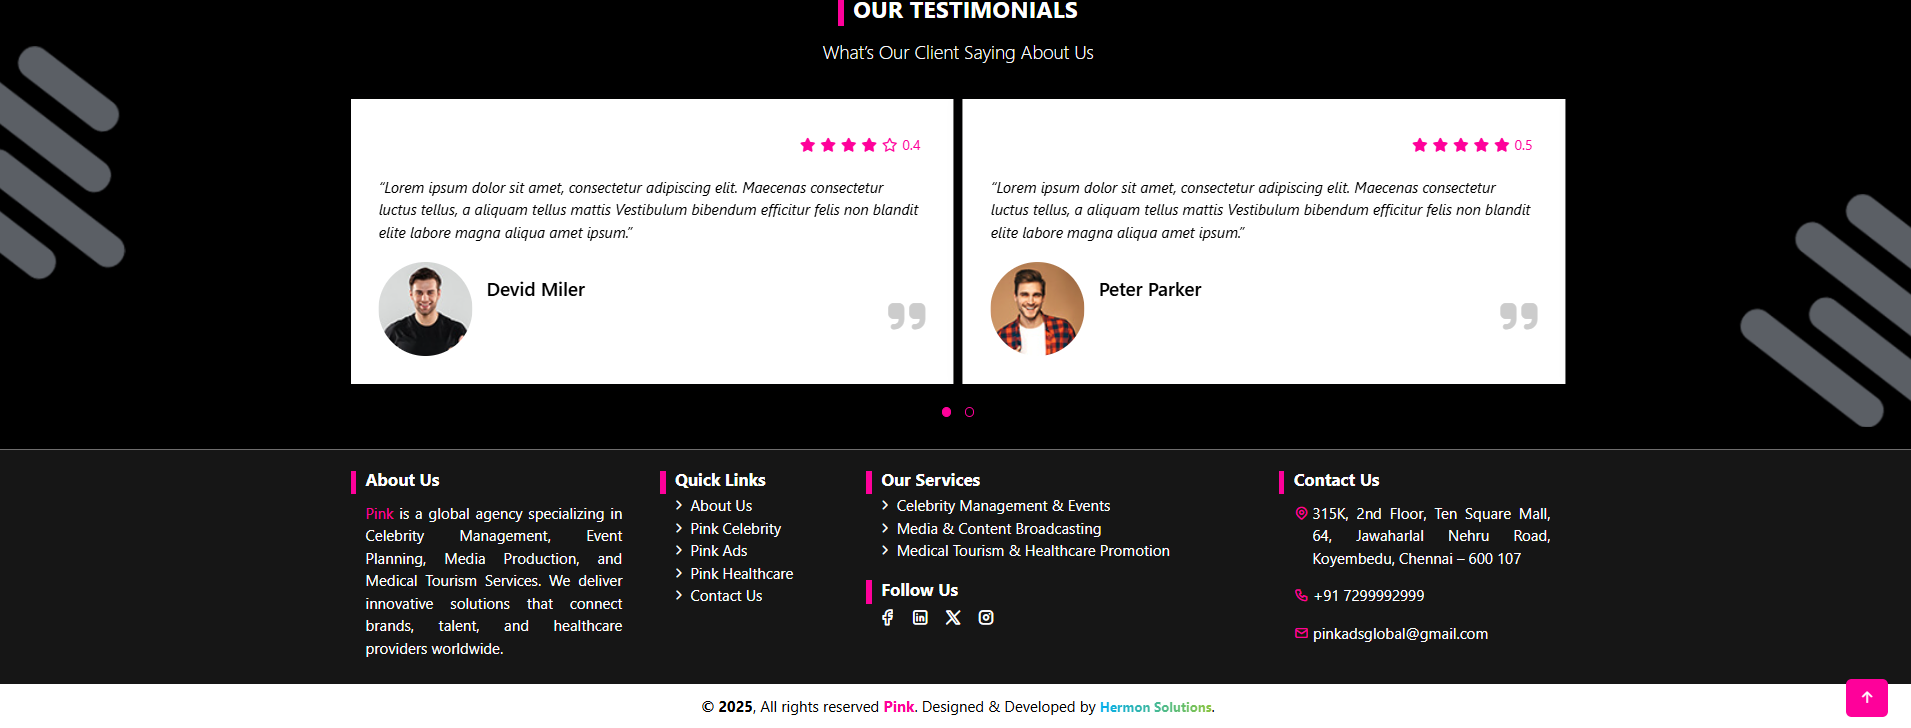 OUR TESTIMONIALS
What's Our Client Saying About Us
0.4
“Lorem ipsum dolor sit amet, consectetur adipiscing elit. Maecenas consectetur
luctus tellus, a aliquam tellus mattis Vestibulum bibendum efficitur felis non blandit
elite labore magna aliqua amet ipsum.”
Devid Miler
0.5
“Lorem ipsum dolor sit amet, consectetur adipiscing elit. Maecenas consectetur
luctus tellus, a aliquam tellus mattis Vestibulum bibendum efficitur felis non blandit
elite labore magna aliqua amet ipsum.”
Peter Parker
About Us
Pink is a global agency specializing in
Celebrity Management, Event
Planning, Media Production, and
Medical Tourism Services. We deliver
innovative solutions that connect
brands, talent, and healthcare
providers worldwide.
Quick Links
About Us
Pink Celebrity
Pink Ads
Pink Healthcare
Contact Us
Our Services
Celebrity Management & Events
Media & Content Broadcasting
Medical Tourism & Healthcare Promotion
Follow Us
Contact Us
315K, 2nd Floor, Ten Square Mall,
64, Jawaharlal Nehru Road,
Koyembedu, Chennai – 600 107
+91 7299992999
pinkadsglobal@gmail.com
© 2025, All rights reserved Pink. Designed & Developed by Hermon Solutions.